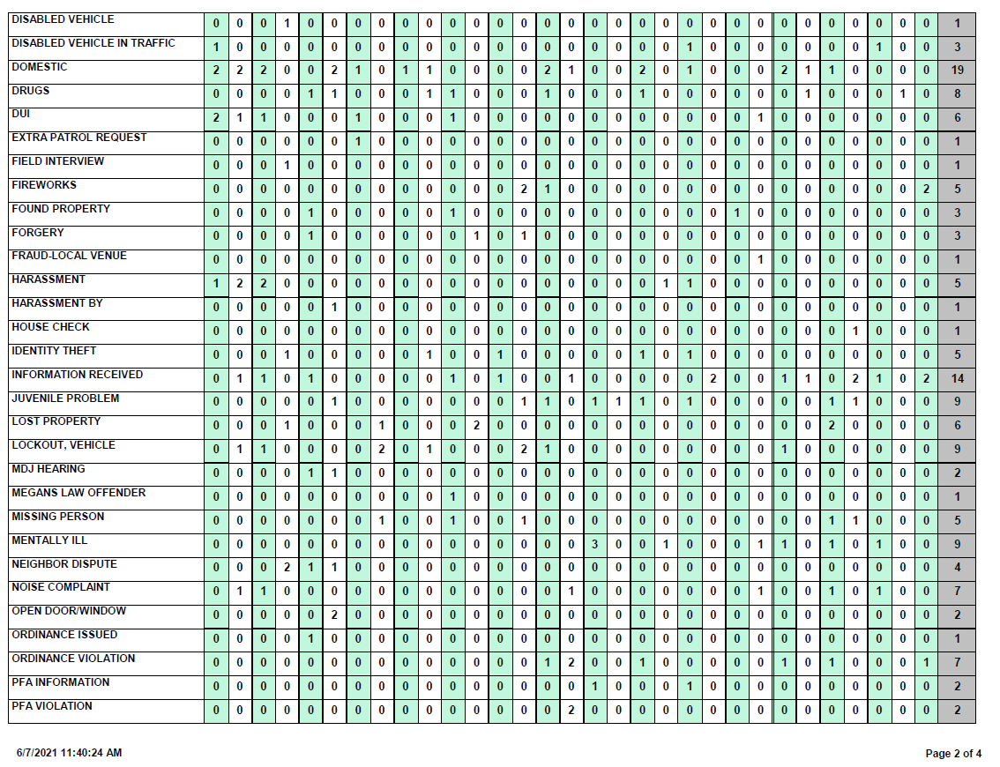 DISABLED VEHICLE 0 0 0 1 0 0 0 0 0 0 0 0 0 0 0 0 0 0 0 0 0 0 0 0 0 0 0 0 0 0 0 1
DISABLED VEHICLE IN TRAFFIC 1 0 0 0 0 0 0 0 0 0 0 0 0 0 0 0 0 0 0 0 1 0 0 0 0 0 0 0 1 0 0 3
DOMESTIC 2 2 2 0 0 2 1 0 1 1 0 0 0 0 2 1 0 0 2 0 1 0 0 0 2 1 1 0 0 0 0 19
DRUGS 0 0 0 0 1 1 0 0 0 1 1 0 0 0 1 0 0 0 1 0 0 0 0 0 0 1 0 0 0 1 0 8
DUI 2 1 1 0 0 0 1 0 0 0 1 0 0 0 0 0 0 0 0 0 0 0 0 1 0 0 0 0 0 0 0 6
EXTRA PATROL REQUEST 0 0 0 0 0 0 1 0 0 0 0 0 0 0 0 0 0 0 0 0 0 0 0 0 0 0 0 0 0 0 0 1
FIELD INTERVIEW 0 0 0 1 0 0 0 0 0 0 0 0 0 0 0 0 0 0 0 0 0 0 0 0 0 0 0 0 0 0 0 1
FIREWORKS 0 0 0 0 0 0 0 0 0 0 0 0 0 2 1 0 0 0 0 0 0 0 0 0 0 0 0 0 0 0 2 5
FOUND PROPERTY 0 0 0 0 1 0 0 0 0 0 1 0 0 0 0 0 0 0 0 0 0 0 1 0 0 0 0 0 0 0 0 3
FORGERY 0 0 0 0 1 0 0 0 0 0 0 1 0 1 0 0 0 0 0 0 0 0 0 0 0 0 0 0 0 0 0 3
FRAUD-LOCAL VENUE 0 0 0 0 0 0 0 0 0 0 0 0 0 0 0 0 0 0 0 0 0 0 0 1 0 0 0 0 0 0 0 1
HARASSMENT 1 2 2 0 0 0 0 0 0 0 0 0 0 0 0 0 0 0 0 1 1 0 0 0 0 0 0 0 0 0 0 5
HARASSMENT BY 0 0 0 0 0 1 0 0 0 0 0 0 0 0 0 0 0 0 0 0 0 0 0 0 0 0 0 0 0 0 0 1
HOUSE CHECK 0 0 0 0 0 0 0 0 0 0 0 0 0 0 0 0 0 0 0 0 0 0 0 0 0 0 0 1 0 0 0 1
IDENTITY THEFT 0 0 0 1 0 0 0 0 0 1 0 0 1 0 0 0 0 0 1 0 1 0 0 0 0 0 0 0 0 0 0 5
INFORMATION RECEIVED 0 1 1 0 1 0 0 0 0 0 1 0 1 0 0 1 0 0 0 0 0 2 0 0 1 1 0 2 1 0 2 14
JUVENILE PROBLEM 0 0 0 0 0 1 0 0 0 0 0 0 0 1 1 0 1 1 1 0 1 0 0 0 0 0 1 1 0 0 0 9
LOST PROPERTY 0 0 0 1 0 0 0 1 0 0 0 2 0 0 0 0 0 0 0 0 0 0 0 0 0 0 2 0 0 0 0 6
LOCKOUT, VEHICLE 0 1 1 0 0 0 0 2 0 1 0 0 0 2 1 0 0 0 0 0 0 0 0 0 1 0 0 0 0 0 0 9
MDJ HEARING 0 0 0 0 1 1 0 0 0 0 0 0 0 0 0 0 0 0 0 0 0 0 0 0 0 0 0 0 0 0 0 2
MEGANS LAW OFFENDER 0 0 0 0 0 0 0 0 0 0 1 0 0 0 0 0 0 0 0 0 0 0 0 0 0 0 0 0 0 0 0 1
MISSING PERSON 0 0 0 0 0 0 0 1 0 0 1 0 0 1 0 0 0 0 0 0 0 0 0 0 0 0 1 1 0 0 0 5
MENTALLY ILL 0 0 0 0 0 0 0 0 0 0 0 0 0 0 0 0 3 0 0 1 0 0 0 1 1 0 1 0 1 0 0 9
NEIGHBOR DISPUTE 0 0 0 2 1 1 0 0 0 0 0 0 0 0 0 0 0 0 0 0 0 0 0 0 0 0 0 0 0 0 0 4
NOISE COMPLAINT 0 1 1 0 0 0 0 0 0 0 0 0 0 0 0 1 0 0 0 0 0 0 0 1 0 0 1 0 1 0 0 7
OPEN DOOR/WINDOW 0 0 0 0 0 2 0 0 0 0 0 0 0 0 0 0 0 0 0 0 0 0 0 0 0 0 0 0 0 0 0 2
ORDINANCE ISSUED 0 0 0 0 1 0 0 0 0 0 0 0 0 0 0 0 0 0 0 0 0 0 0 0 0 0 0 0 0 0 0 1
ORDINANCE VIOLATION 0 0 0 0 0 0 0 0 0 0 0 0 0 0 1 2 0 0 1 0 0 0 0 0 1 0 1 0 0 0 1 7
PFA INFORMATION 0 0 0 0 0 0 0 0 0 0 0 0 0 0 0 0 1 0 0 0 1 0 0 0 0 0 0 0 0 0 0 2
PFA VIOLATION 0 0 0 0 0 0 0 0 0 0 0 0 0 0 0 2 0 0 0 0 0 0 0 0 0 0 0 0 0 0 0 2
6/7/2021 11:40:24 AM Page 2 of 4